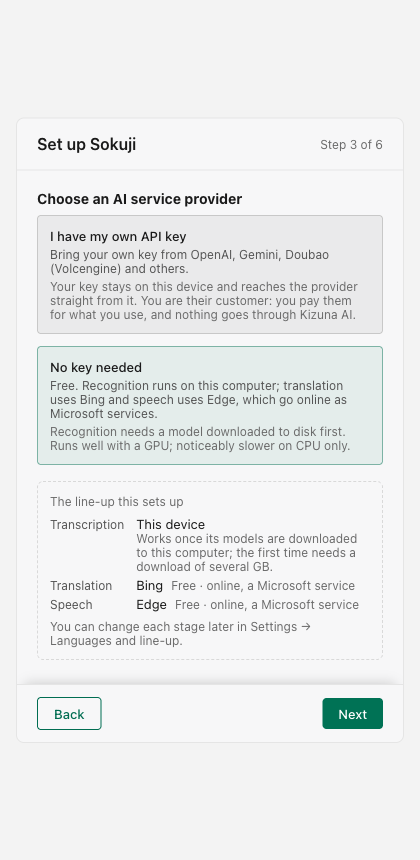 Set up Sokuji
Step 3 of 6
Choose an AI service provider
I have my own API key
Bring your own key from OpenAI, Gemini, Doubao
(Volcengine) and others.
Your key stays on this device and reaches the provider
straight from it. You are their customer: you pay them
for what you use, and nothing goes through Kizuna AI.
No key needed
Free. Recognition runs on this computer; translation
uses Bing and speech uses Edge, which go online as
Microsoft services.
Recognition needs a model downloaded to disk first.
Runs well with a GPU; noticeably slower on CPU only.
The line-up this sets up
Transcription This device
Works once its models are downloaded
to this computer; the first time needs a
download of several GB.
Translation Bing Free · online, a Microsoft service
Speech Edge Free · online, a Microsoft service
You can change each stage later in Settings →
Languages and line-up.
Back
Next